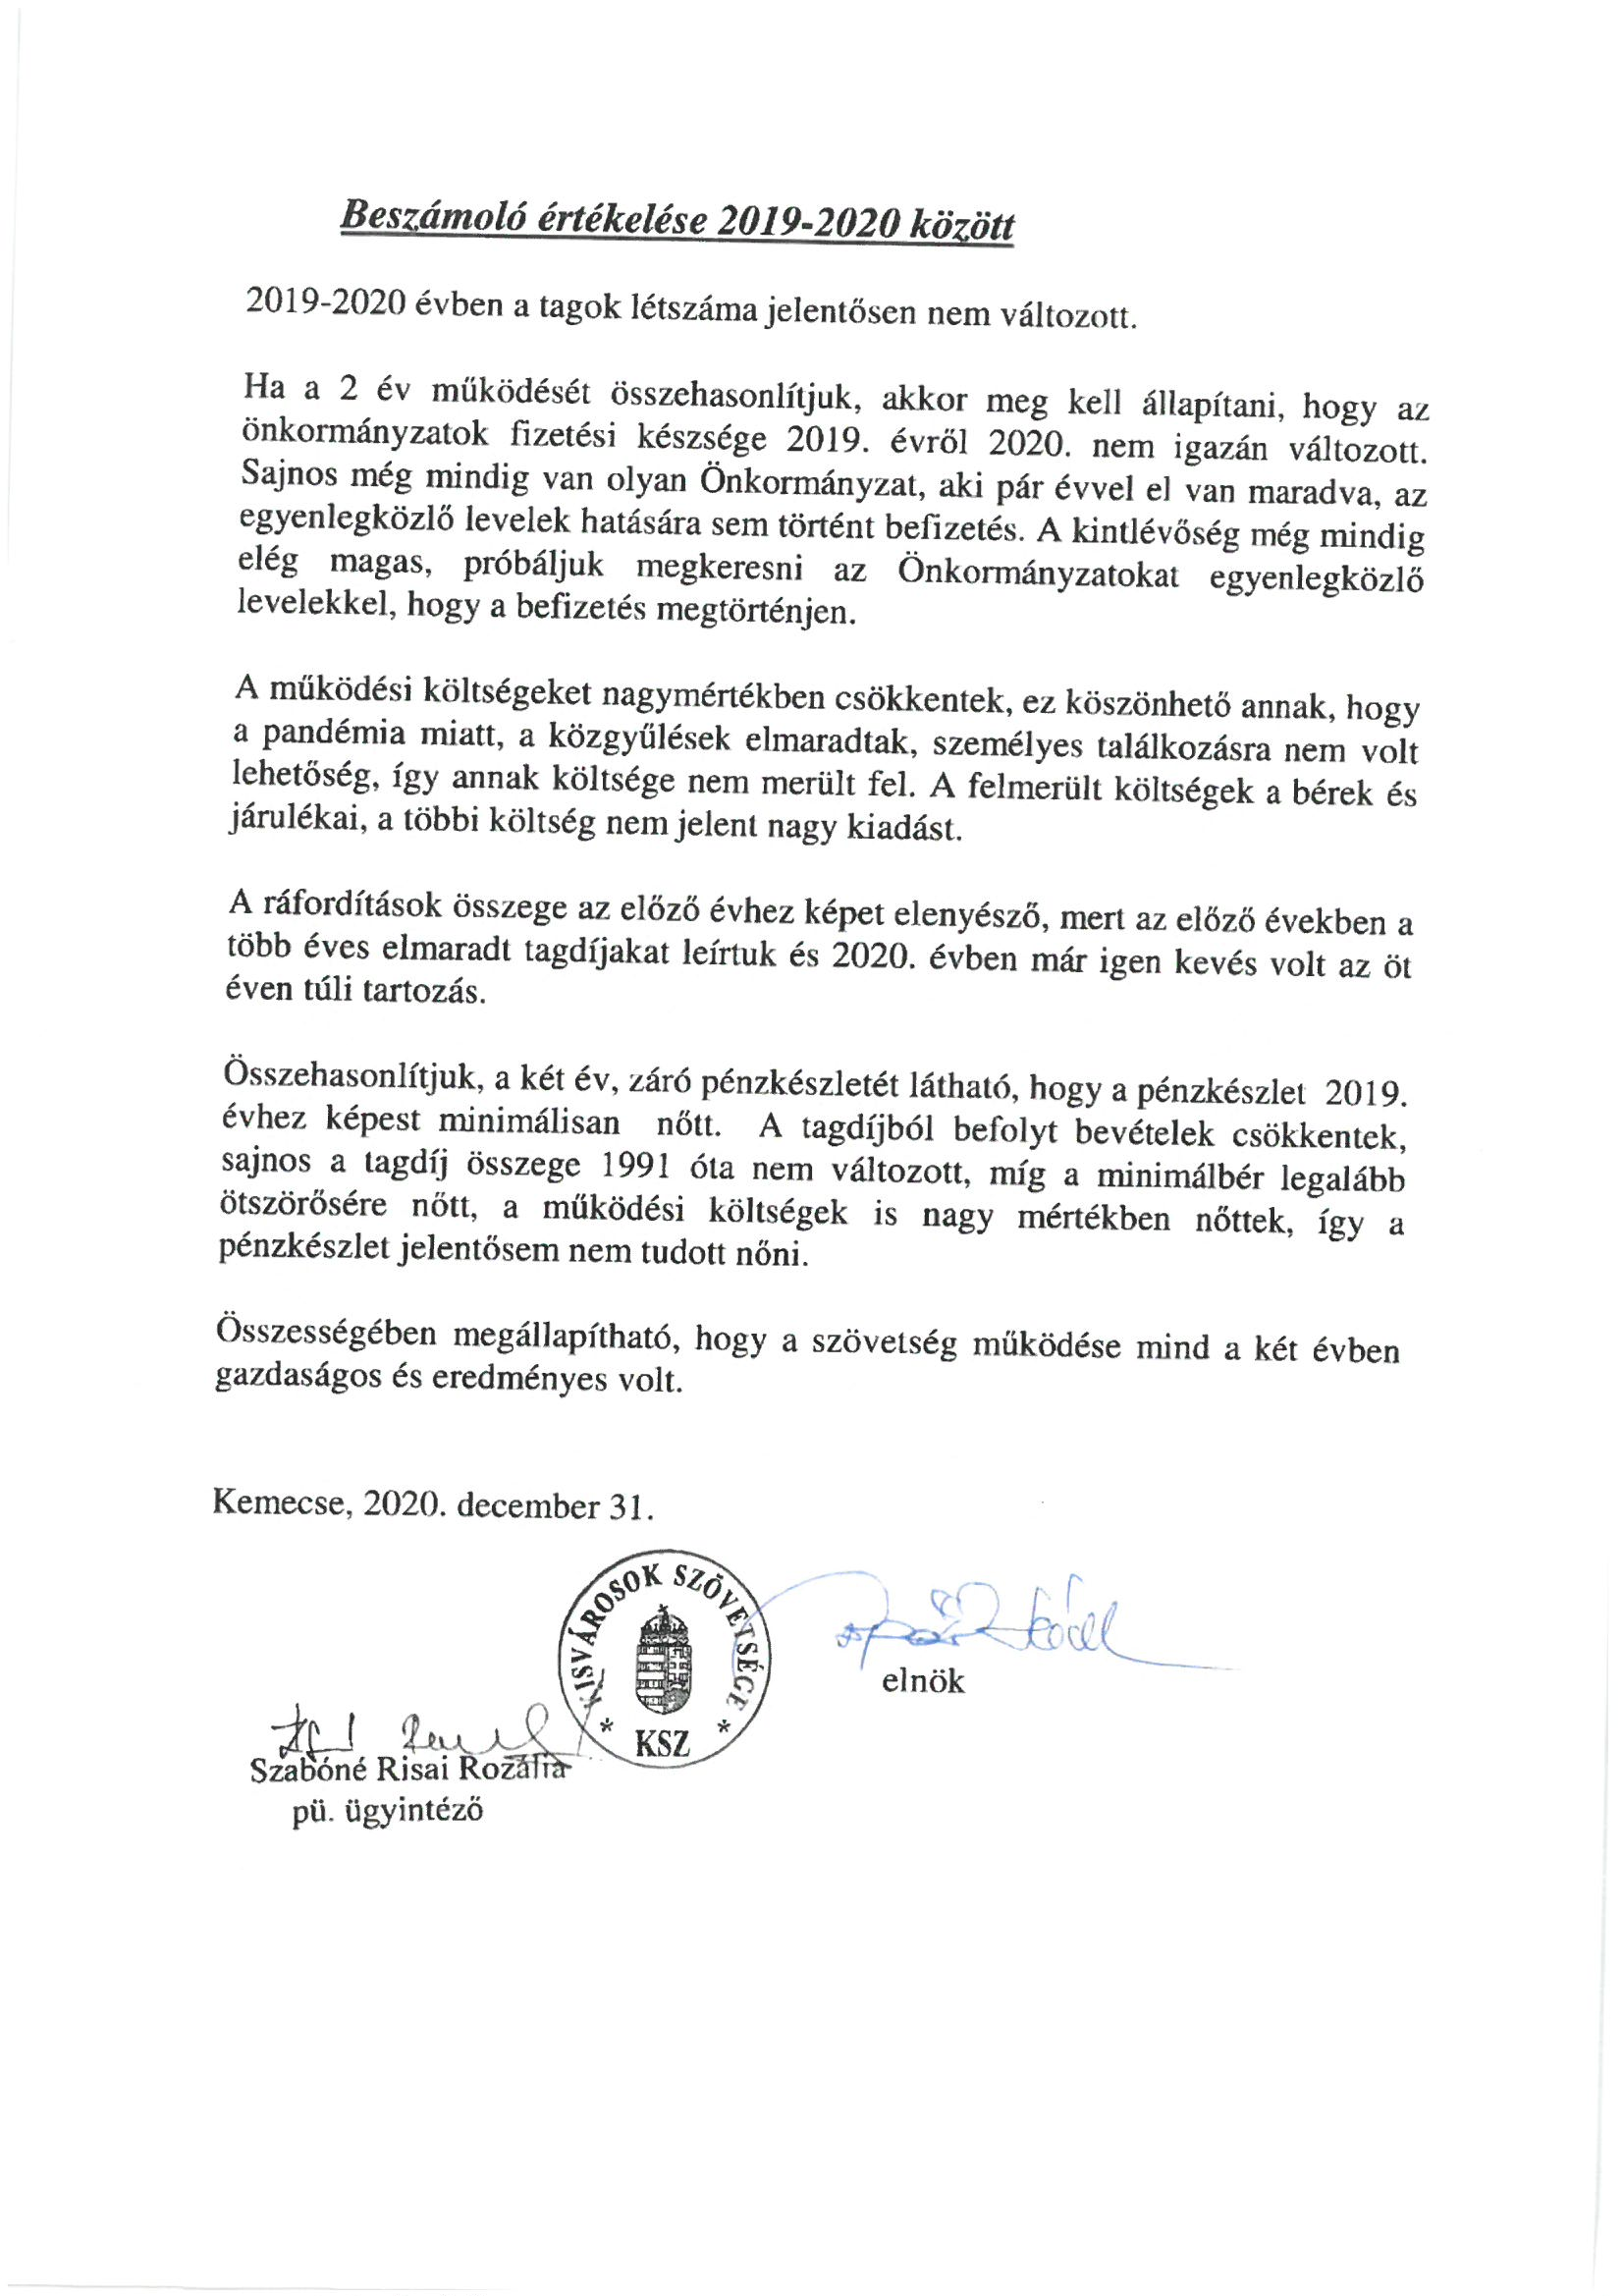 Beszámoló értékelése 2019-2020 között
2019-2020 évben a tagok létszáma jelentősen nem változott.
Ha a 2 év működését összehasonlítjuk, akkor meg kell állapítani, hogy az
önkormányzatok fizetési készsége 2019. évről 2020. nem igazán változott.
Sajnos még mindig van olyan Önkormányzat, aki pár évvel el van maradva, az
egyenlegközlő levelek hatására sem történt befizetés. A kintlévőség még mindig
elég magas, próbáljuk megkeresni az Önkormányzatokat egyenlegközlő
levelekkel, hogy a befizetés megtörténjen.
A működési költségeket nagymértékben csökkentek, ez köszönhető annak, hogy
a pandémia miatt, a közgyűlések elmaradtak, személyes találkozásra nem volt
lehetőség, így annak költsége nem merült fel. A felmerült költségek a bérek és
járulékai, a többi költség nem jelent nagy kiadást.
A ráfordítások összege az előző évhez képet elenyésző, mert az előző években a
több éves elmaradt tagdíjakat leírtuk és 2020. évben már igen kevés volt az öt
éven túli tartozás.
Összehasonlítjuk, a két év, záró pénzkészletét látható, hogy a pénzkészlet 2019.
évhez képest minimálisan nőtt. A tagdíjból befolyt bevételek csökkentek,
sajnos a tagdíj összege 1991 óta nem változott, míg a minimálbér legalább
ötszörősére nőtt, a működési költségek is nagy mértékben nőttek, így a
pénzkészlet jelentősem nem tudott nőni.
Összességében megállapítható, hogy a szövetség működése mind a két évben
gazdaságos és eredményes volt.
Kemecse, 2020. december 31.
KISVÁROSOK SZÖVETSÉGE
* KSZ *
elnök
Szabóné Risai Rozália
pü. ügyintéző